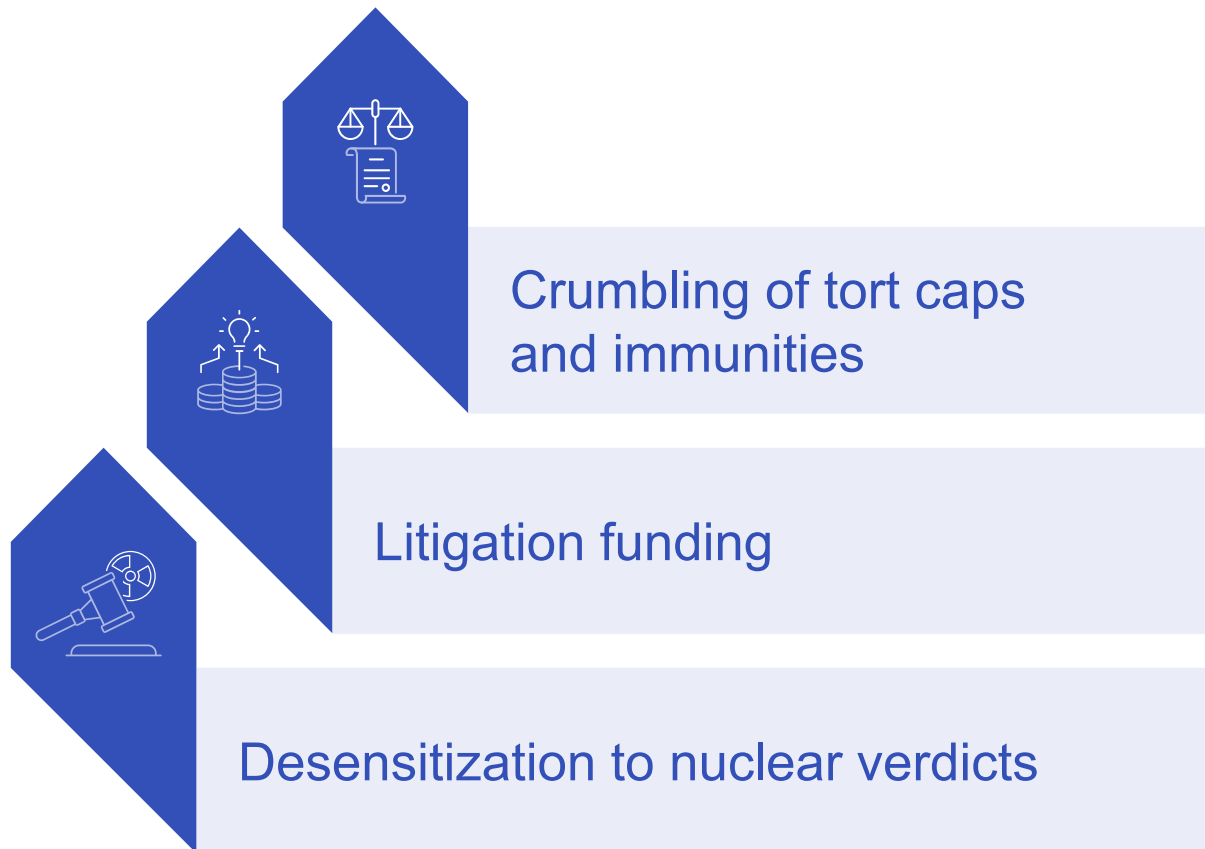 Crumbling of tort caps
and immunities
Litigation funding
Desensitization to nuclear verdicts